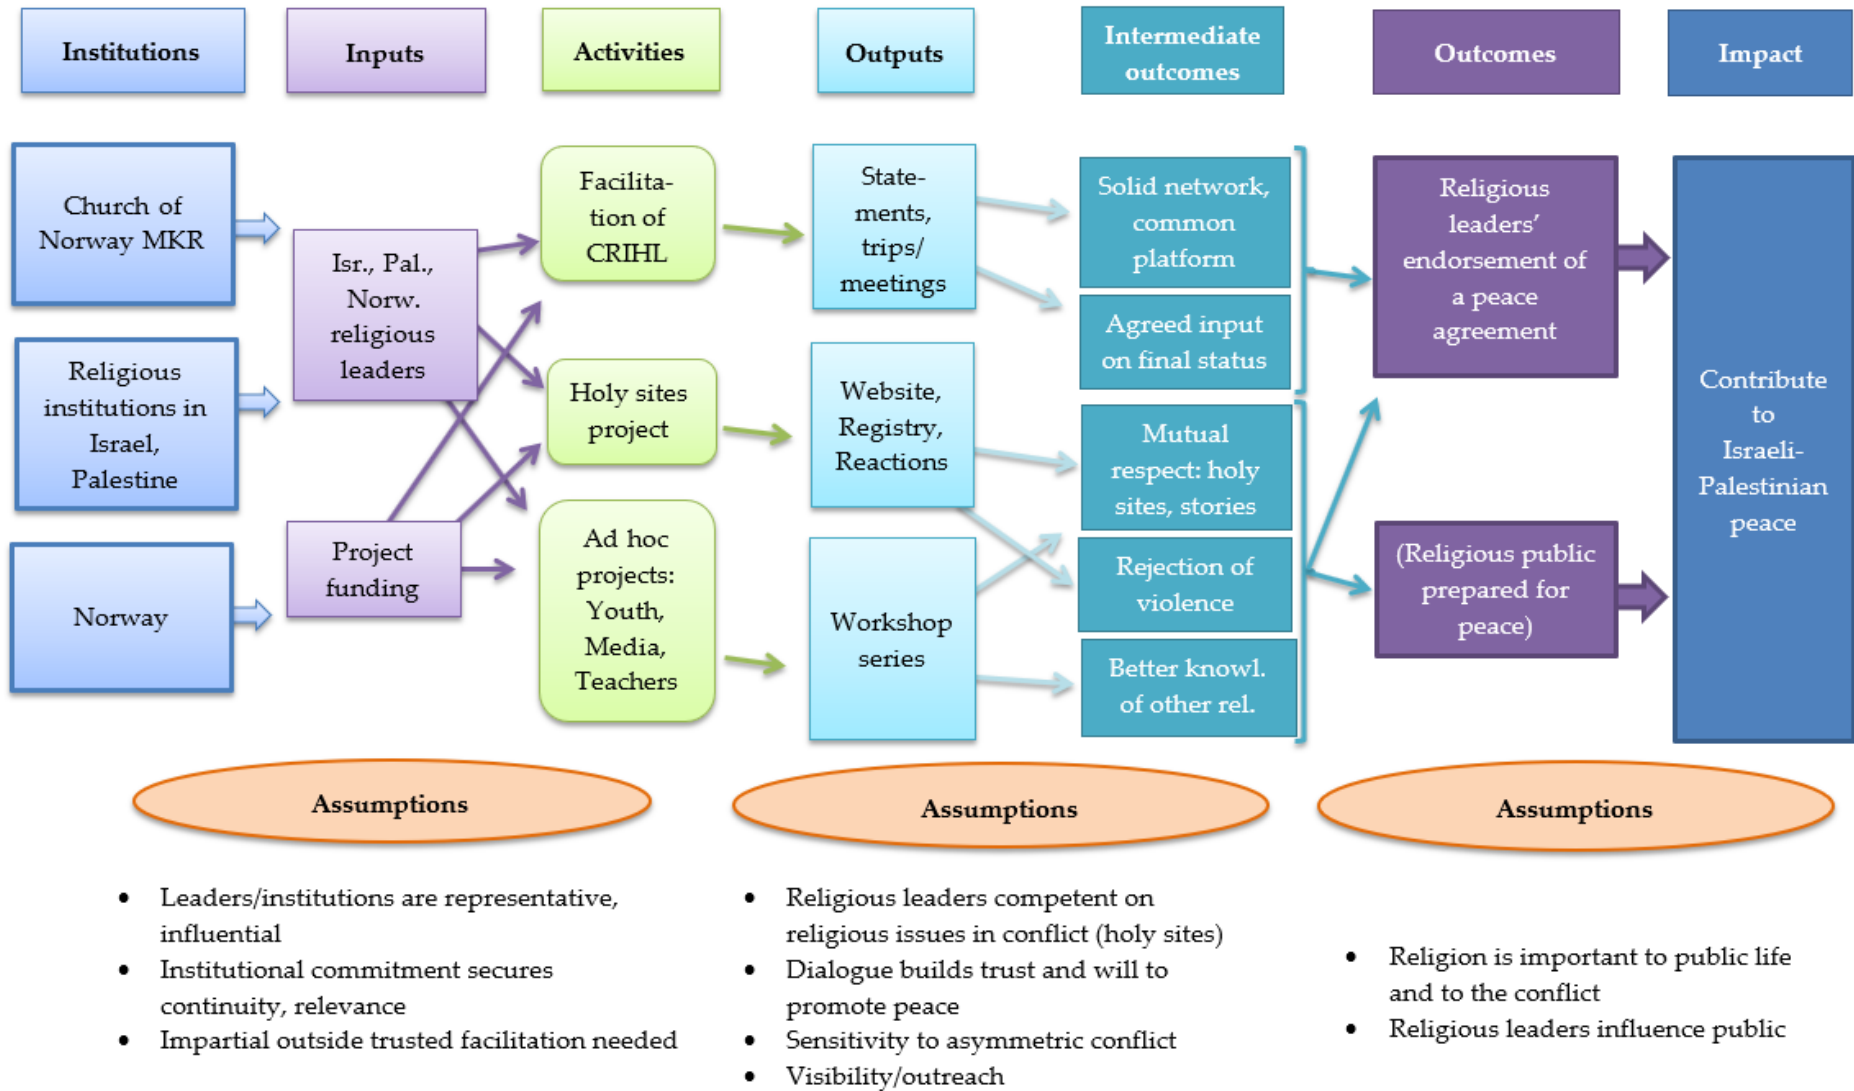 Institutions
Inputs
Activities
Outputs
Intermediate
outcomes
Outcomes
Impact
Church of
Norway MKR
Religious
institutions in
Israel,
Palestine
Norway
Isr., Pal.,
Norw.
religious
leaders
Project
funding
Facilita-
tion of
CRIHL
Holy sites
project
Ad hoc
projects:
Youth,
Media,
Teachers
State-
ments,
trips/
meetings
Website,
Registry,
Reactions
Workshop
series
Solid network,
common
platform
Agreed input
on final status
Mutual
respect: holy
sites, stories
Rejection of
violence
Better knowl.
of other rel.
Religious
leaders’
endorsement of
a peace
agreement
(Religious public
prepared for
peace)
Contribute
to
Israeli-
Palestinian
peace
Assumptions
• Leaders/institutions are representative,
influential
• Institutional commitment secures
continuity, relevance
• Impartial outside trusted facilitation needed
Assumptions
• Religious leaders competent on
religious issues in conflict (holy sites)
• Dialogue builds trust and will to
promote peace
• Sensitivity to asymmetric conflict
• Visibility/outreach
Assumptions
• Religion is important to public life
and to the conflict
• Religious leaders influence public